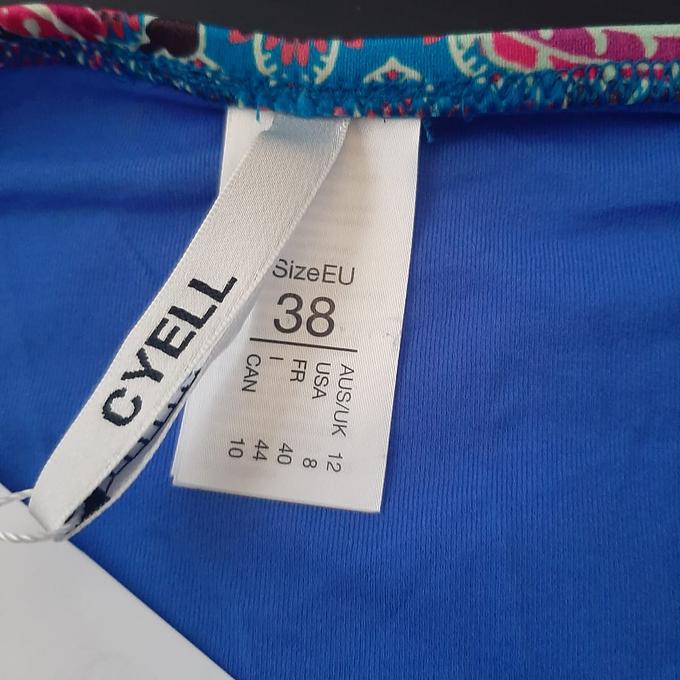 CYELL
SizeEU
38
AUS/UK 12
USA 8
FR 40
I 44
CAN 10